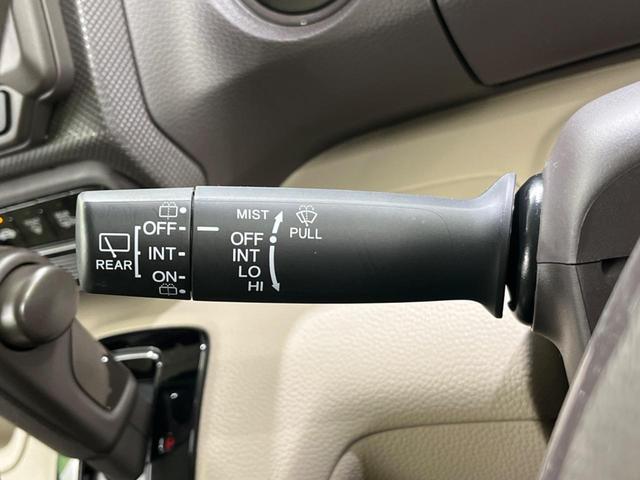 REAR
OFF
INT
ON
MIST
OFF
INT
LO
HI
PULL